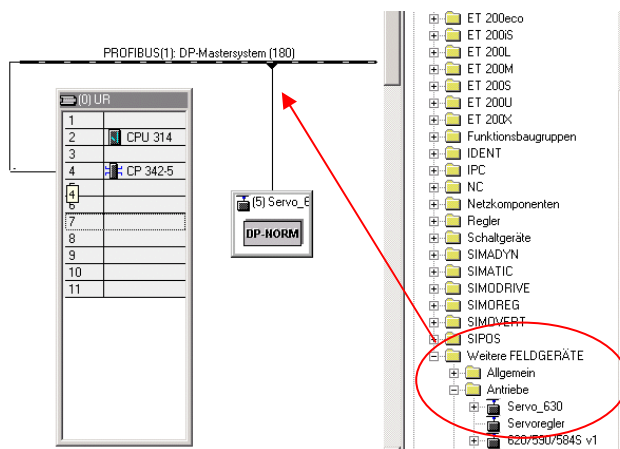 PROFIBUS(1): DP-Mastersystem (180)
(0) UR
1
2 CPU 314
3
4 CP 342-5
4
6
7
8
9
10
11
(5) Servo_6
DP-NORM
ET 200eco
ET 200iS
ET 200L
ET 200M
ET 200S
ET 200U
ET 200X
Funktionsbaugruppen
IDENT
IPC
NC
Netzkomponenten
Regler
Schaltgeräte
SIMADYN
SIMATIC
SIMODRIVE
SIMOREG
SIMOVERT
SIPOS
Weitere FELDGERÄTE
Allgemein
Antriebe
Servo_630
Servoregler
620/590/584S v1